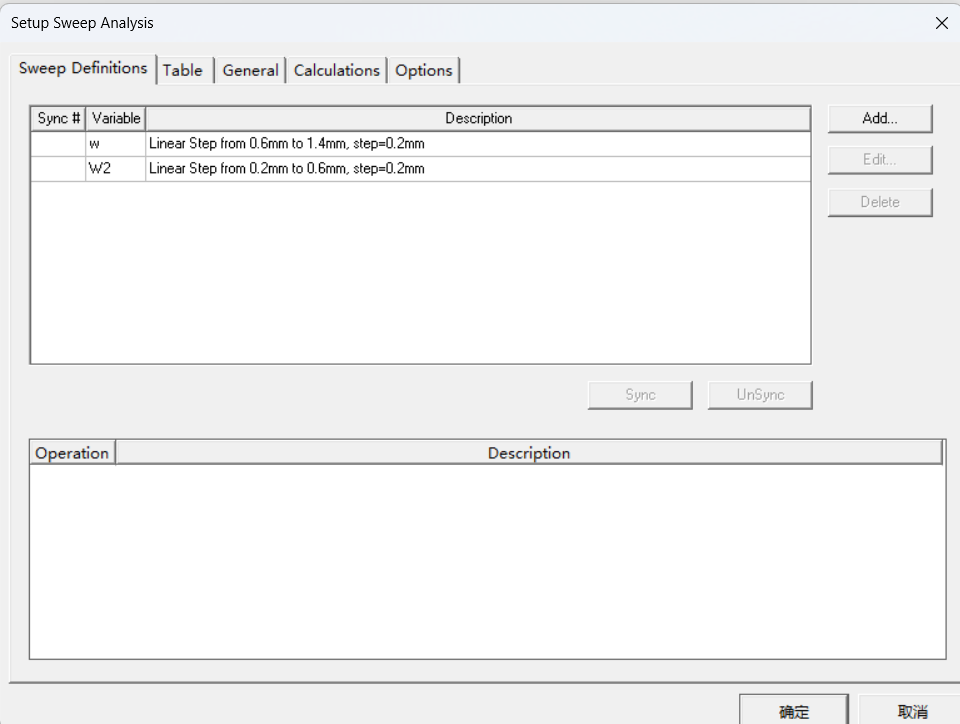 Setup Sweep Analysis
Sweep Definitions Table General Calculations Options
Sync # Variable Description
w Linear Step from 0.6mm to 1.4mm, step=0.2mm
W2 Linear Step from 0.2mm to 0.6mm, step=0.2mm
Add...
Edit...
Delete
Sync UnSync
Operation Description
确定 取消